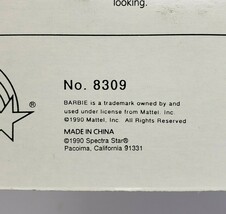 looking.
No. 8309
®
BARBIE is a trademark owned by and
used under license from Mattel, Inc.
©1990 Mattel, Inc. All Rights Reserved
MADE IN CHINA
©1990 Spectra Star®
Pacoima, California 91331